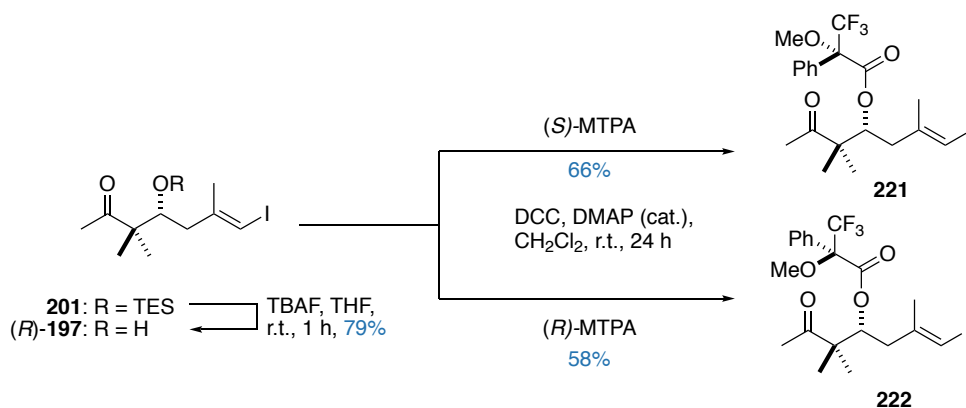 O
OR
I
201: R = TES
(R)-197: R = H
TBAF, THF,
r.t., 1 h, 79%
(S)-MTPA
66%
DCC, DMAP (cat.),
CH2Cl2, r.t., 24 h
(R)-MTPA
58%
CF3
MeO
Ph
O
O
O
221
CF3
Ph
MeO
O
O
O
222